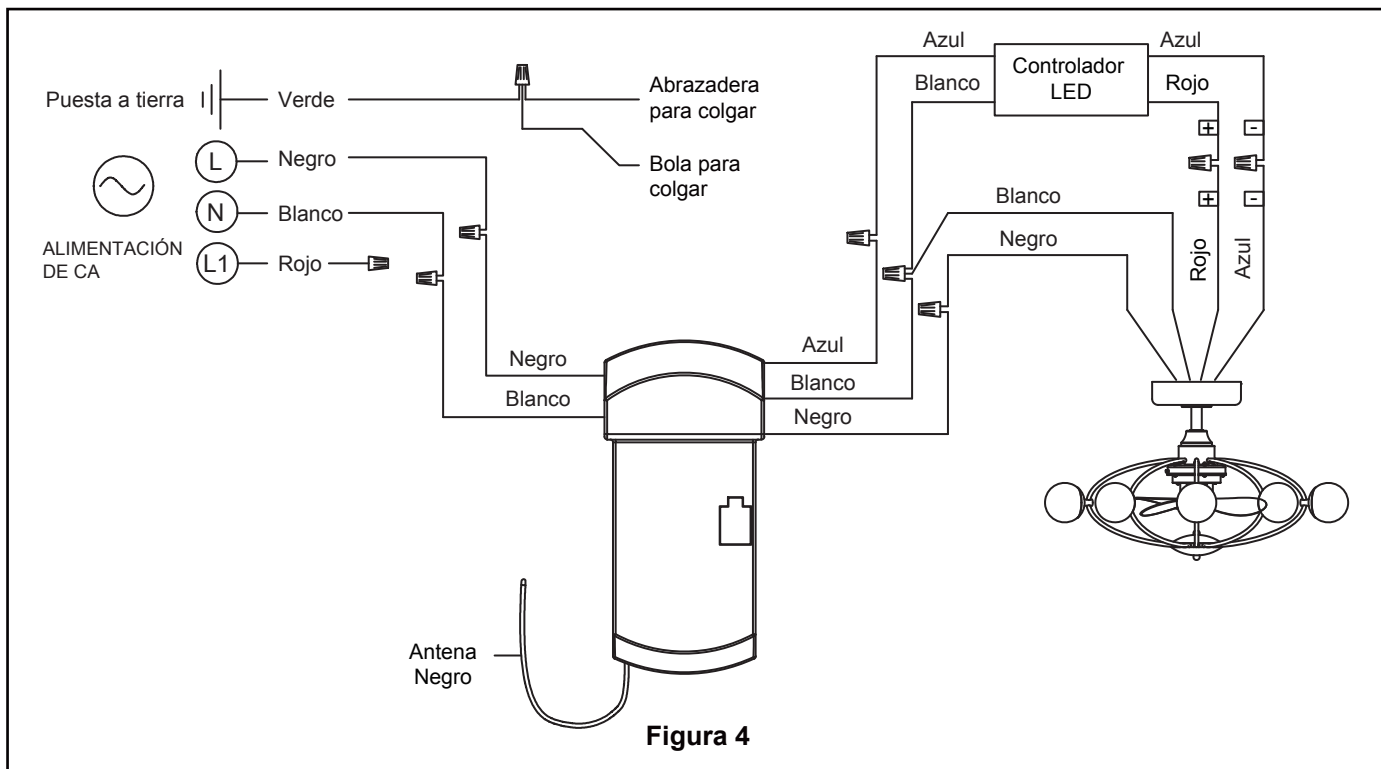 Puesta a tierra
Verde
Abrazadera
para colgar
Bola para
colgar
L
Negro
N
Blanco
L1
Rojo
ALIMENTACIÓN
DE CA
Negro
Blanco
Antena
Negro
Azul
Blanco
Negro
Azul
Blanco
Controlador
LED
Azul
Rojo
+
-
+
-
Rojo
Azul
Blanco
Negro
Figura 4